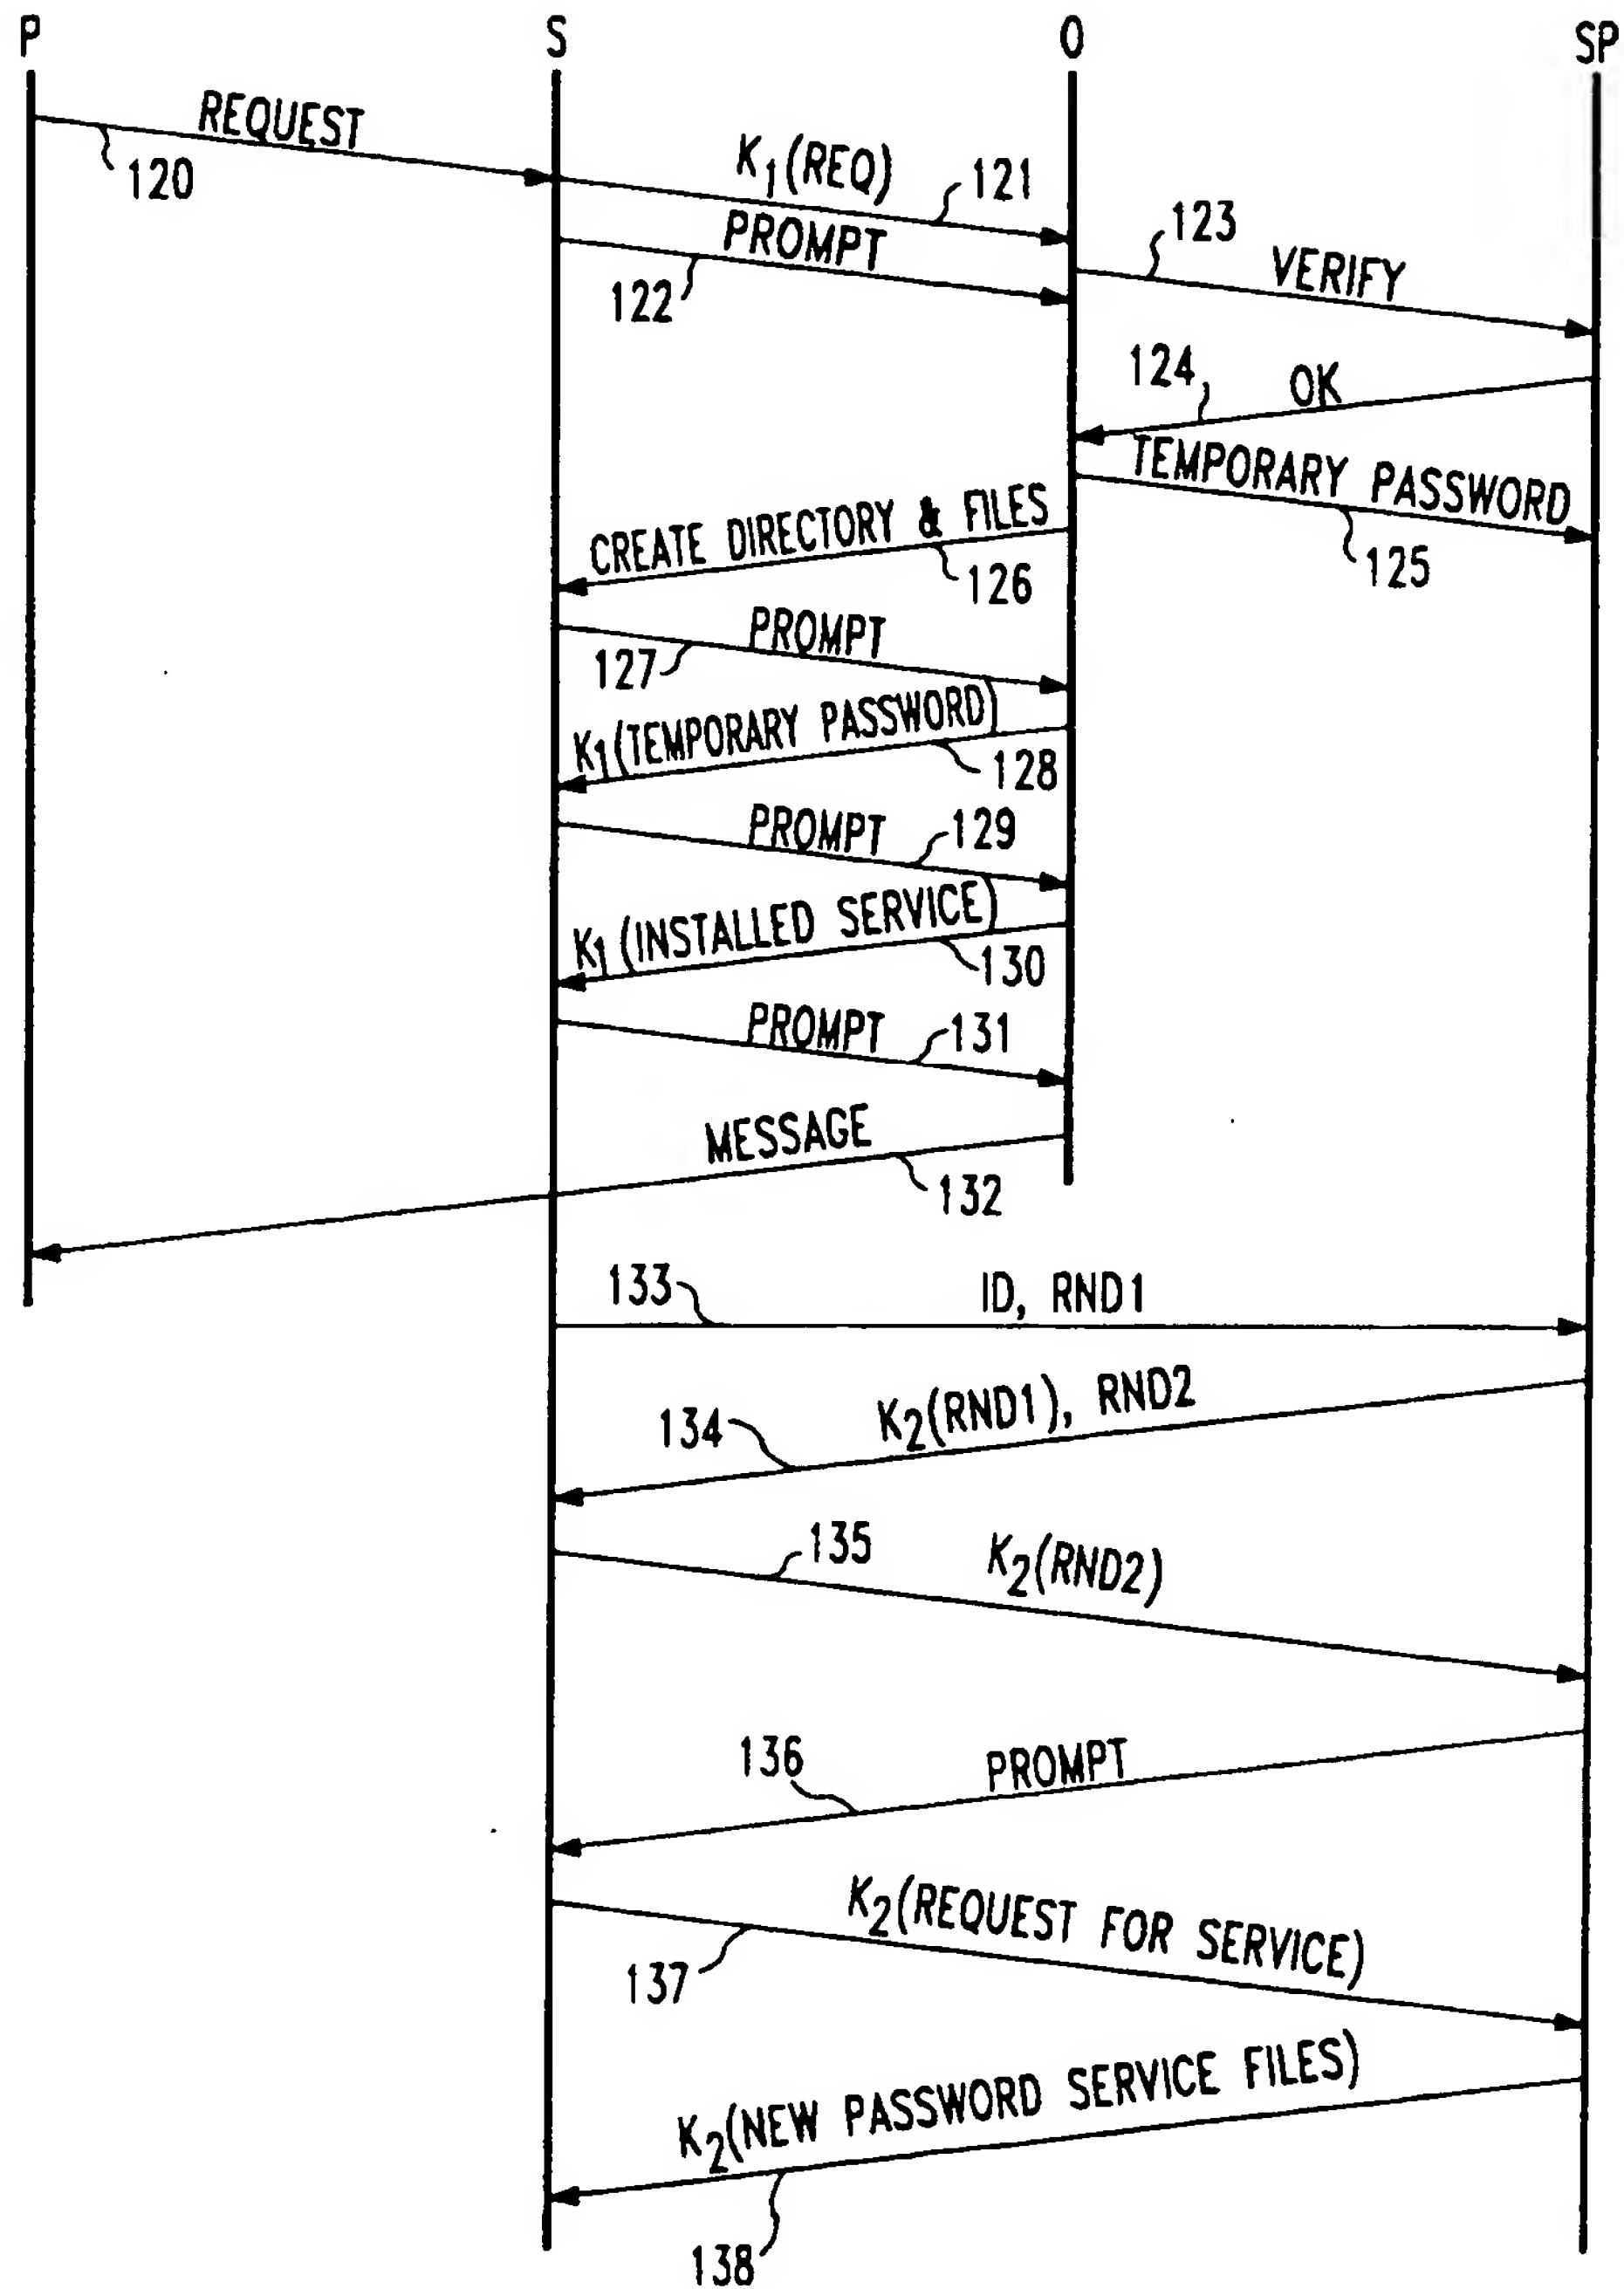 P S O SP
REQUEST
120
K1(REQ)
121
PROMPT
122
123
VERIFY
124
OK
TEMPORARY PASSWORD
125
CREATE DIRECTORY & FILES
126
PROMPT
127
K1(TEMPORARY PASSWORD)
128
PROMPT
129
K1(INSTALLED SERVICE)
130
PROMPT
131
MESSAGE
132
133
ID, RND1
K2(RND1), RND2
134
135
K2(RND2)
136
PROMPT
K2(REQUEST FOR SERVICE)
137
K2(NEW PASSWORD SERVICE FILES)
138